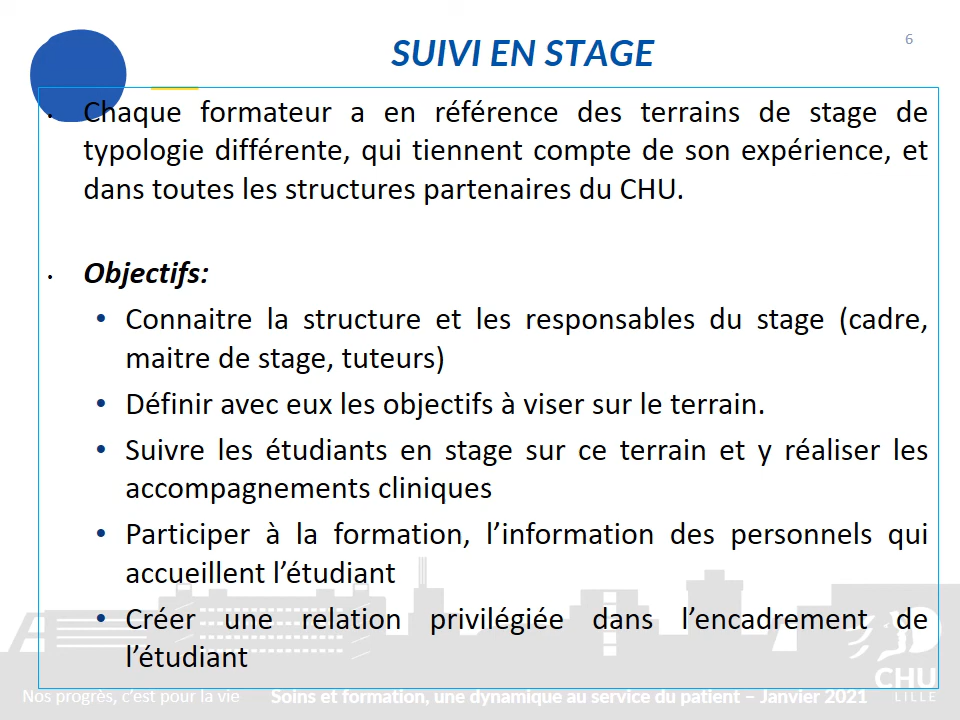 SUIVI EN STAGE
6
• Chaque formateur a en référence des terrains de stage de
typologie différente, qui tiennent compte de son expérience, et
dans toutes les structures partenaires du CHU.
• Objectifs:
• Connaitre la structure et les responsables du stage (cadre,
maitre de stage, tuteurs)
• Définir avec eux les objectifs à viser sur le terrain.
• Suivre les étudiants en stage sur ce terrain et y réaliser les
accompagnements cliniques
• Participer à la formation, l’information des personnels qui
accueillent l’étudiant
• Créer une relation privilégiée dans l’encadrement de
l’étudiant
Nos progrès, c’est pour la vie
Soins et formation, une dynamique au service du patient – Janvier 2021
CHU
LILLE